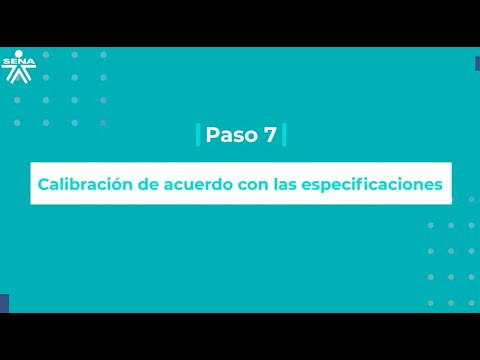 SENA
Paso 7
Calibración de acuerdo con las especificaciones